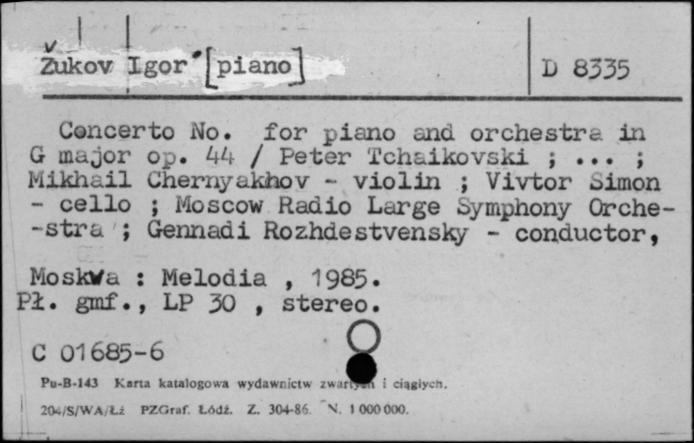 Žukov Igor [piano]
D 8335
Concerto No. for piano and orchestra in
G major op. 44 / Peter Tchaikovski ; ... ;
Mikhail Chernyakhov - violin ; Vivtor Simon
- cello ; Moscow Radio Large Symphony Orche-
-stra ; Gennadi Rozhdestvensky - conductor,
Moskwa : Melodia , 1985.
Pł. gmf., LP 30 , stereo.
C 01685-6
Pu-B-143 Karta katalogowa wydawnictw zwartych i ciągłych.
204/S/WA/Łż PZGraf. Łódź. Z. 304-86. N. 1 000 000.